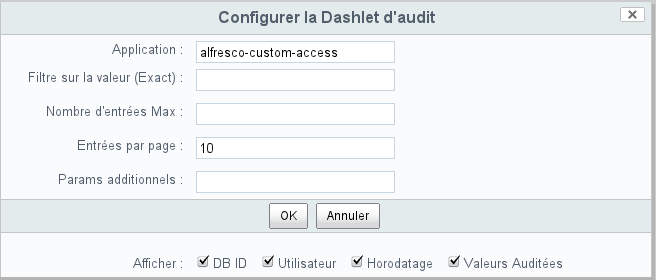 Configurer la Dashlet d'audit
Application : alfresco-custom-access
Filtre sur la valeur (Exact) :
Nombre d'entrées Max :
Entrées par page : 10
Params additionnels :
OK Annuler
Afficher : DB ID Utilisateur Horodatage Valeurs Auditées